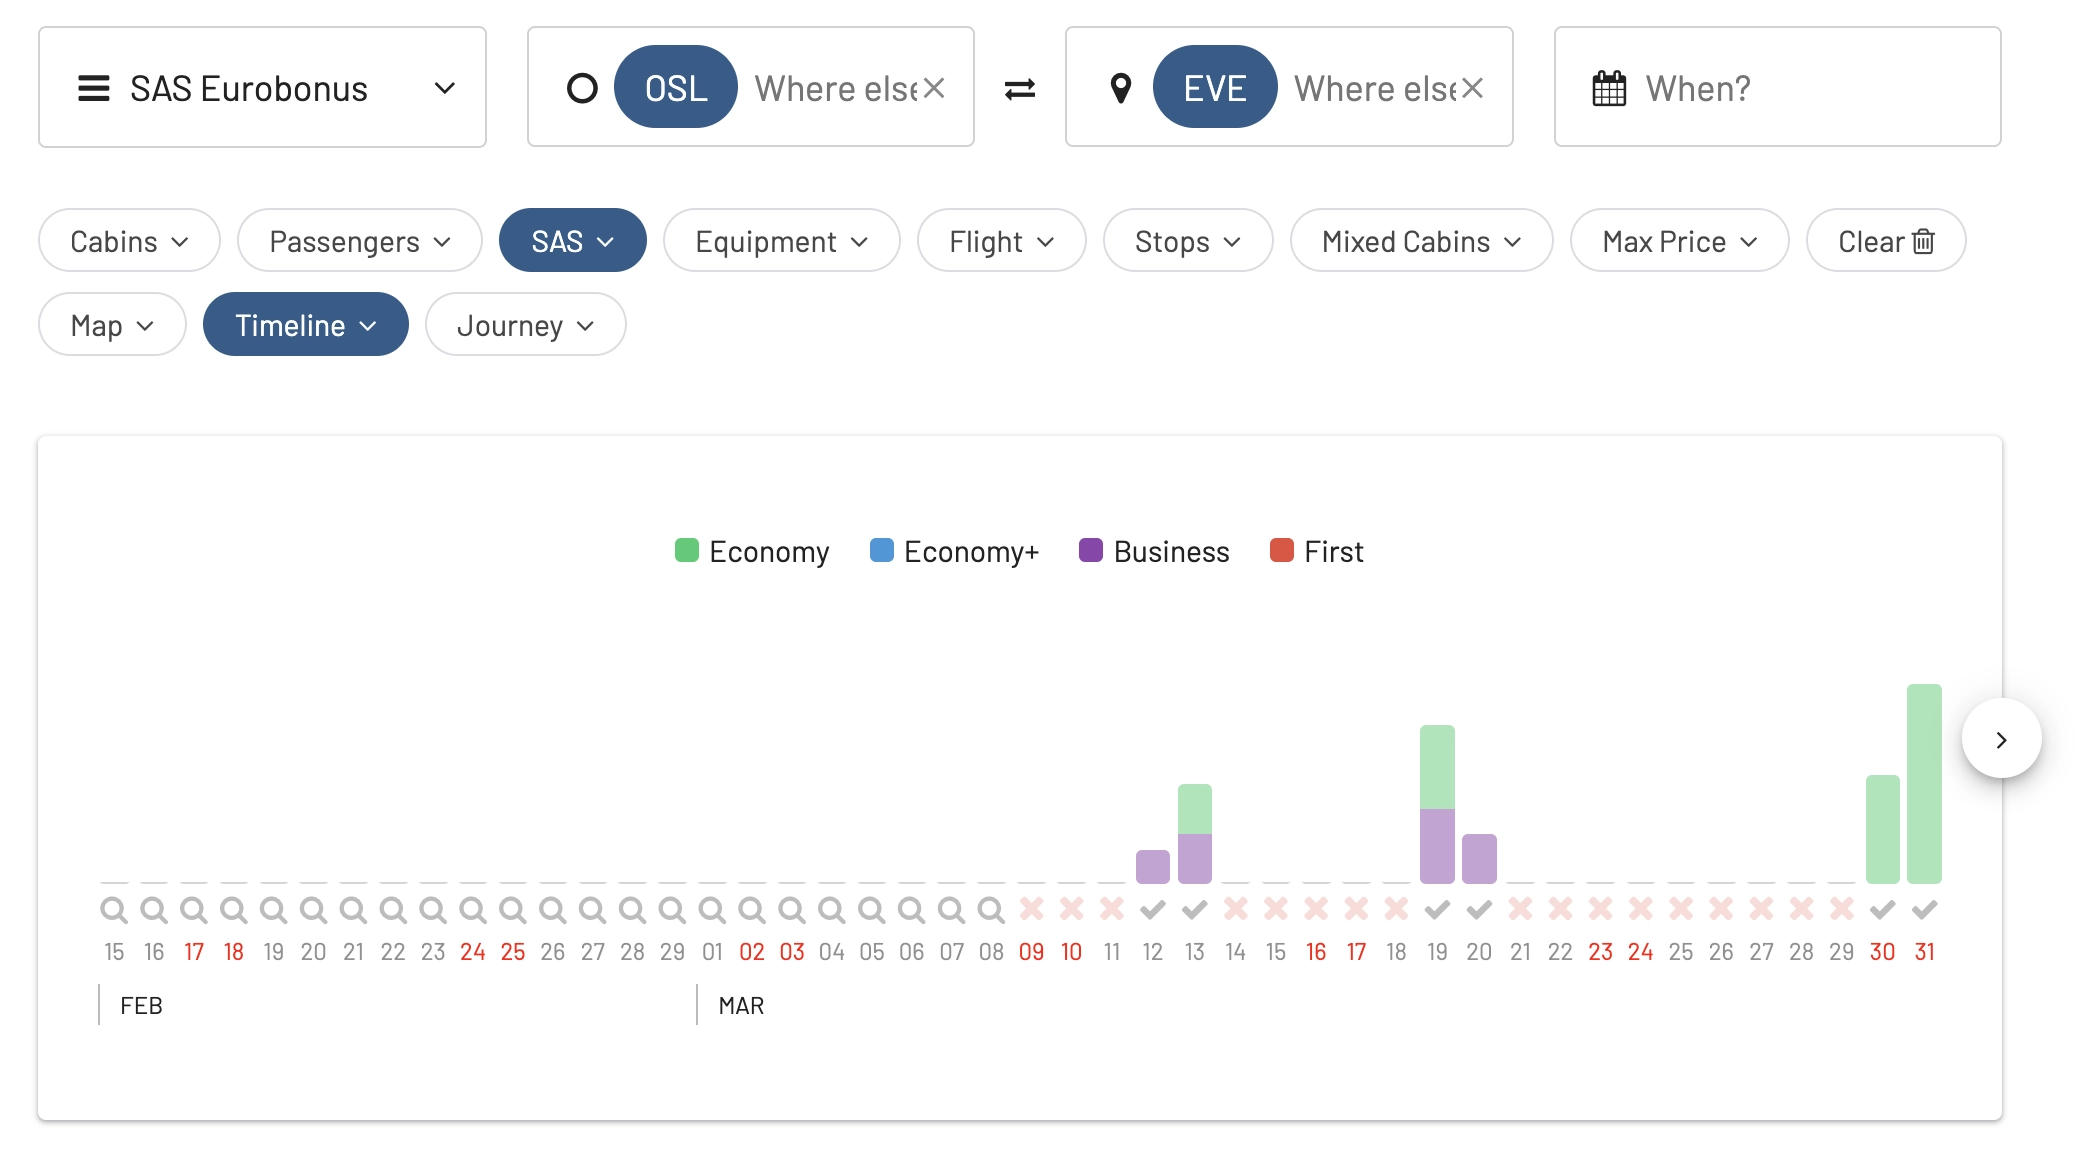 SAS Eurobonus OSL Where else EVE Where else When?
Cabins Passengers SAS Equipment Flight Stops Mixed Cabins Max Price Clear
Map Timeline Journey
Economy Economy+ Business First
15 16 17 18 19 20 21 22 23 24 25 26 27 28 29 01 02 03 04 05 06 07 08 09 10 11 12 13 14 15 16 17 18 19 20 21 22 23 24 25 26 27 28 29 30 31
FEB MAR